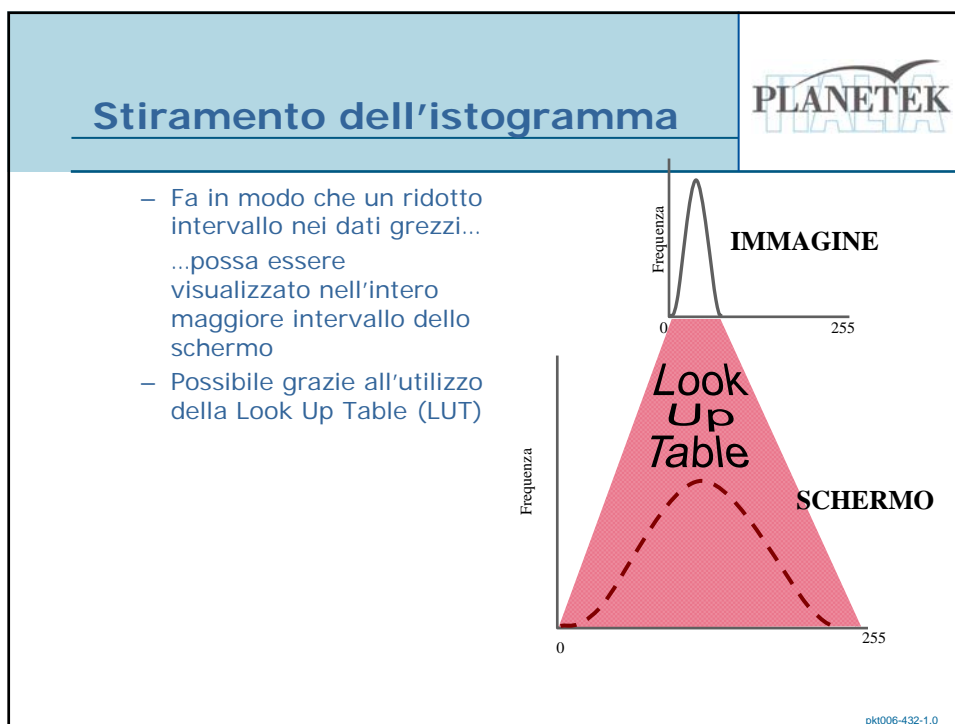 Stiramento dell'istogramma
PLANETEK
ITALIA
– Fa in modo che un ridotto
intervallo nei dati grezzi...
...possa essere
visualizzato nell'intero
maggiore intervallo dello
schermo
– Possibile grazie all'utilizzo
della Look Up Table (LUT)
Frequenza
IMMAGINE
0
255
Look
Up
Table
Frequenza
SCHERMO
0
255
pkt006-432-1.0